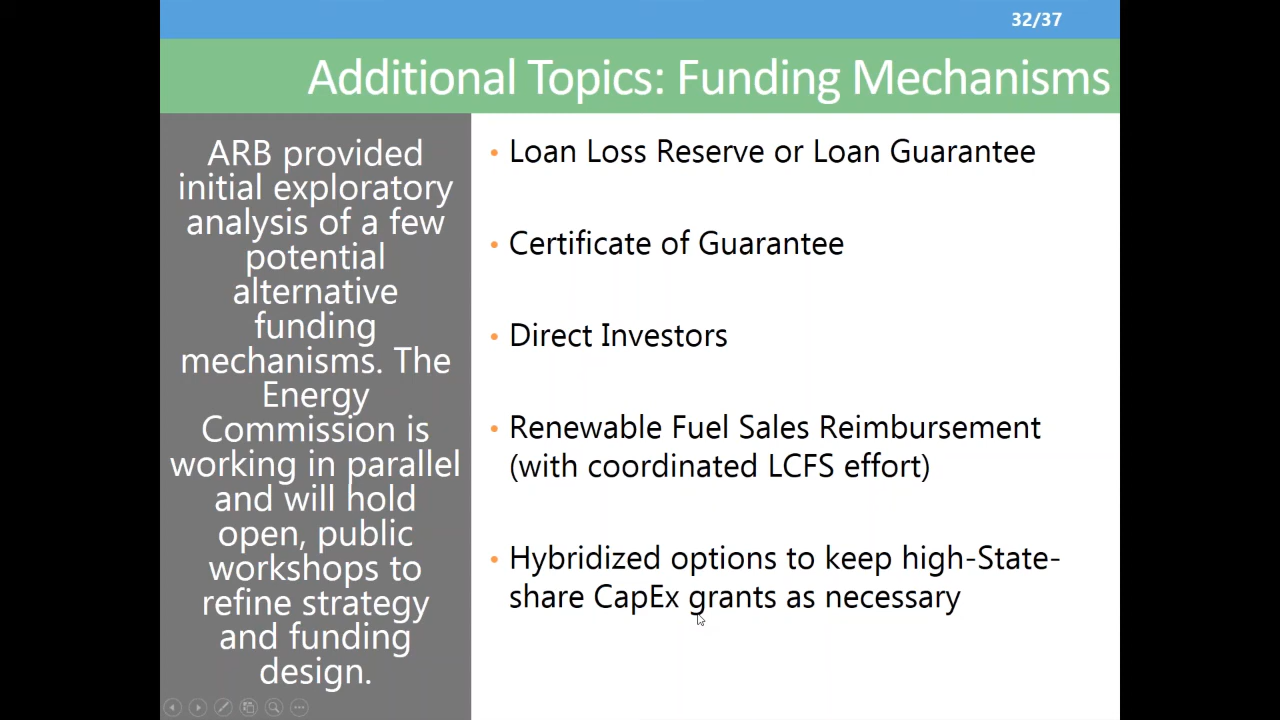 32/37
Additional Topics: Funding Mechanisms
ARB provided
initial exploratory
analysis of a few
potential
alternative
funding
mechanisms. The
Energy
Commission is
working in parallel
and will hold
open, public
workshops to
refine strategy
and funding
design.
• Loan Loss Reserve or Loan Guarantee
• Certificate of Guarantee
• Direct Investors
• Renewable Fuel Sales Reimbursement
(with coordinated LCFS effort)
• Hybridized options to keep high-State-
share CapEx grants as necessary